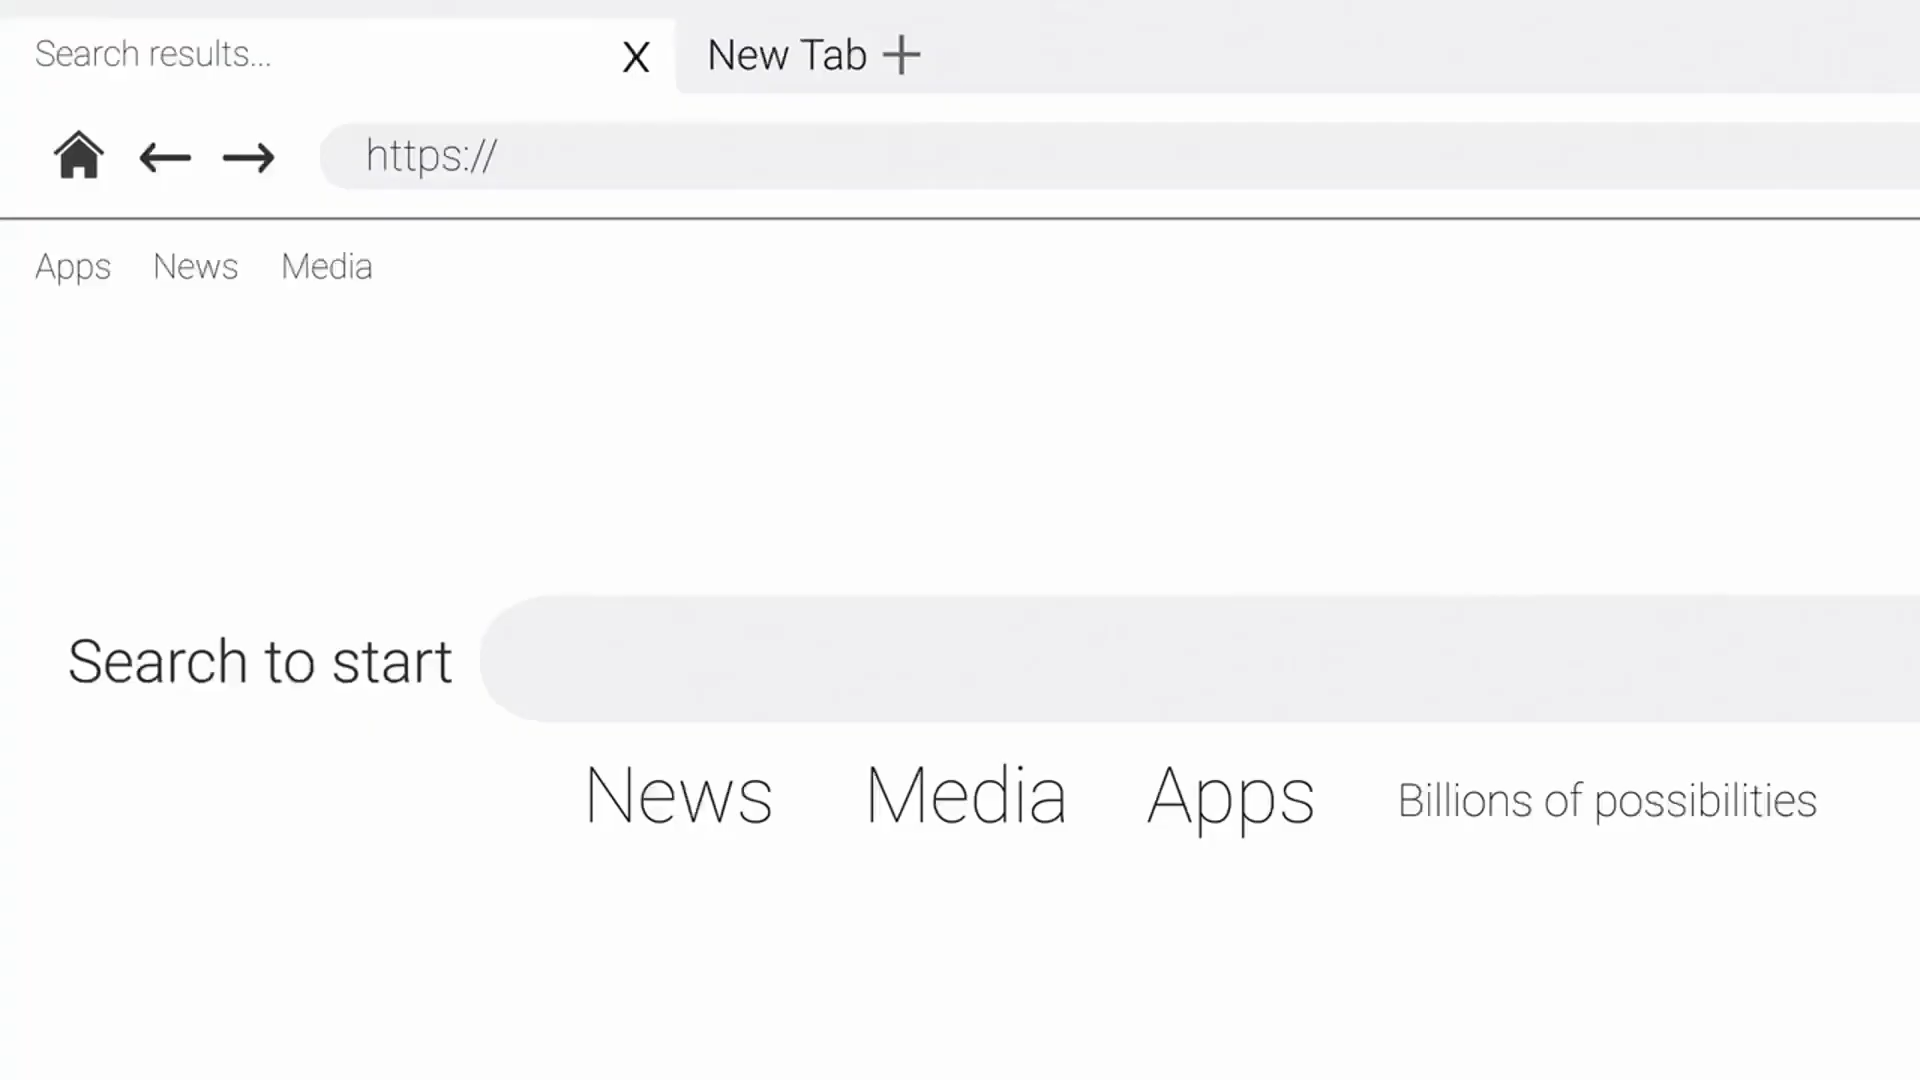 Search results... X New Tab +
https://
Apps News Media
Search to start
News Media Apps Billions of possibilities